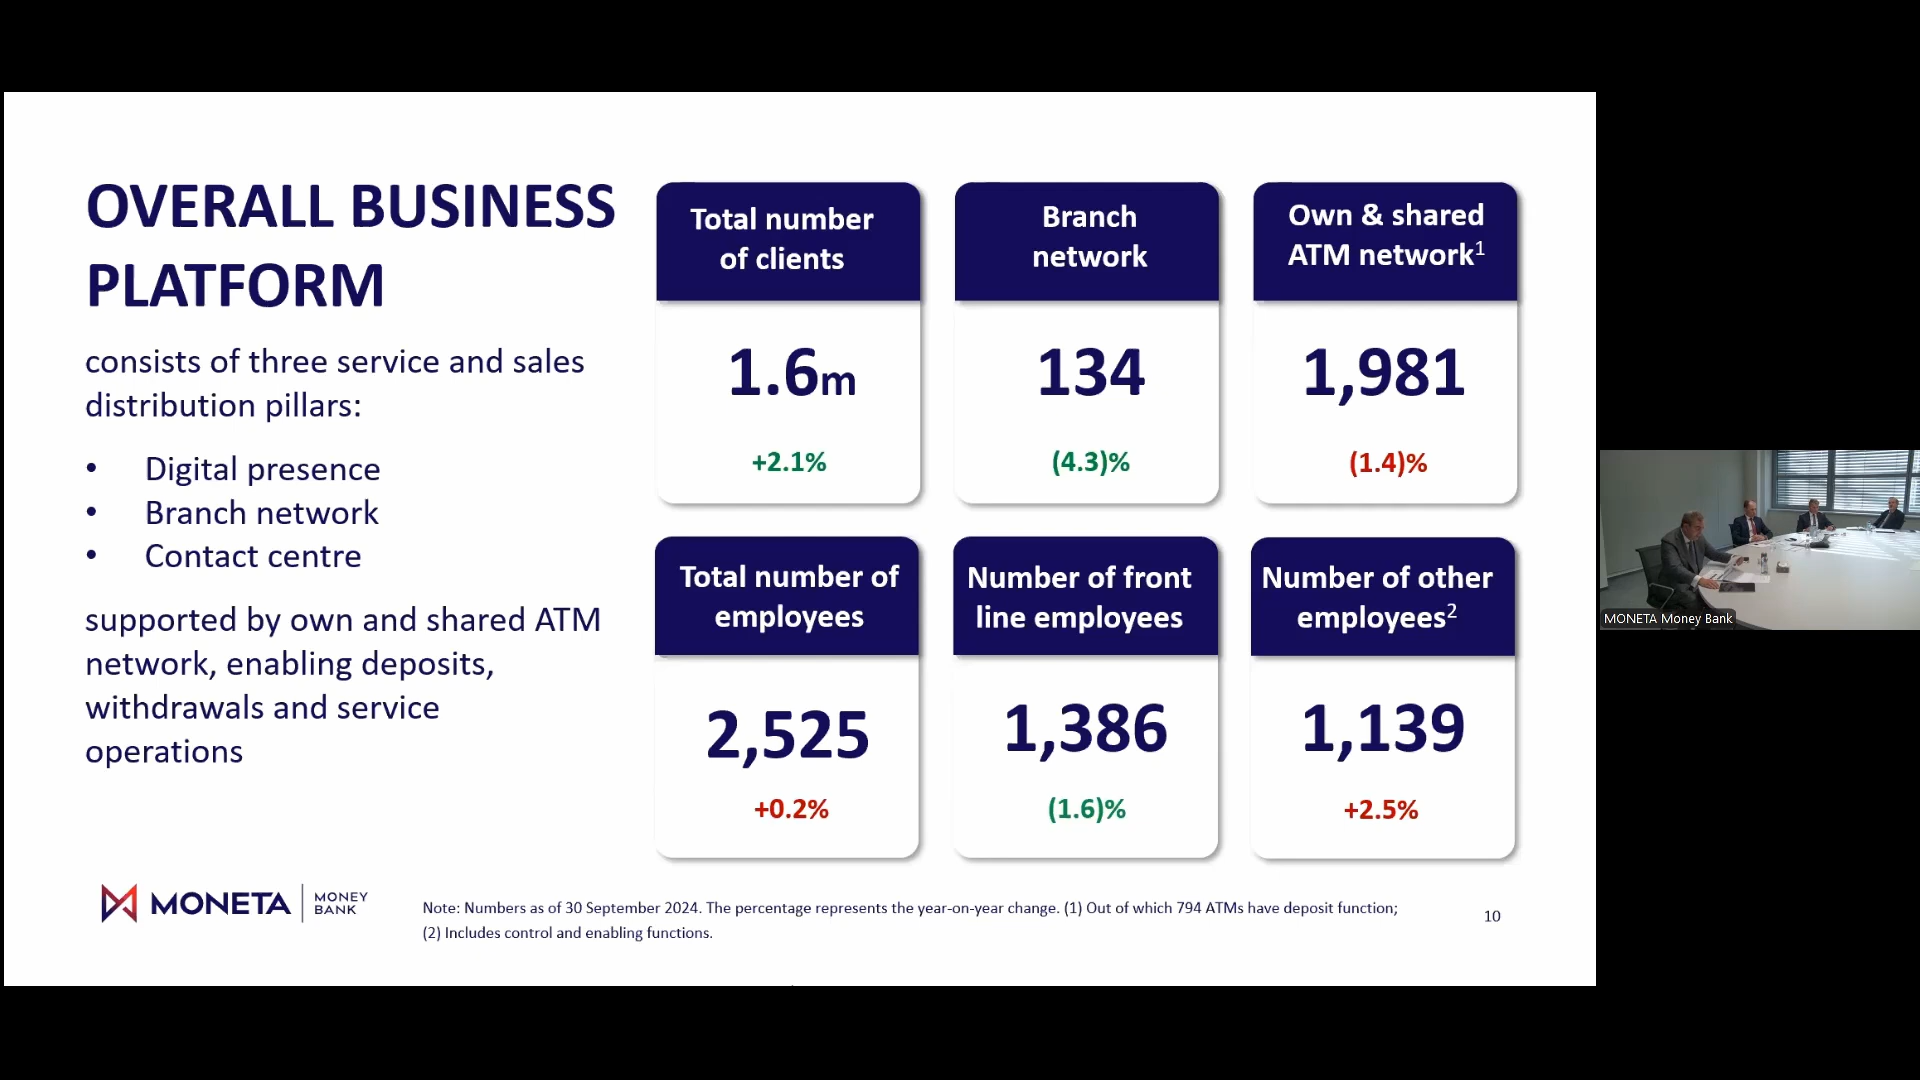 OVERALL BUSINESS
PLATFORM
consists of three service and sales
distribution pillars:
• Digital presence
• Branch network
• Contact centre
supported by own and shared ATM
network, enabling deposits,
withdrawals and service
operations
Total number
of clients
1.6m
+2.1%
Branch
network
134
(4.3)%
Own & shared
ATM network¹
1,981
(1.4)%
Total number of
employees
2,525
+0.2%
Number of front
line employees
1,386
(1.6)%
Number of other
employees²
1,139
+2.5%
MONETA MONEY
BANK
Note: Numbers as of 30 September 2024. The percentage represents the year-on-year change. (1) Out of which 794 ATMs have deposit function;
(2) Includes control and enabling functions.
10
MONETA Money Bank